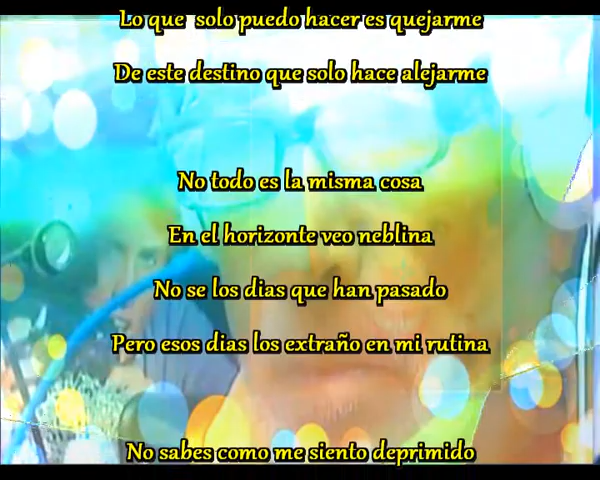 Lo que  solo puedo hacer es quejarme
De este destino que solo hace alejarme
No todo es la misma cosa
En el horizonte veo neblina
No se los dias que han pasado
Pero esos dias los extraño en mi rutina
No sabes como me siento deprimido